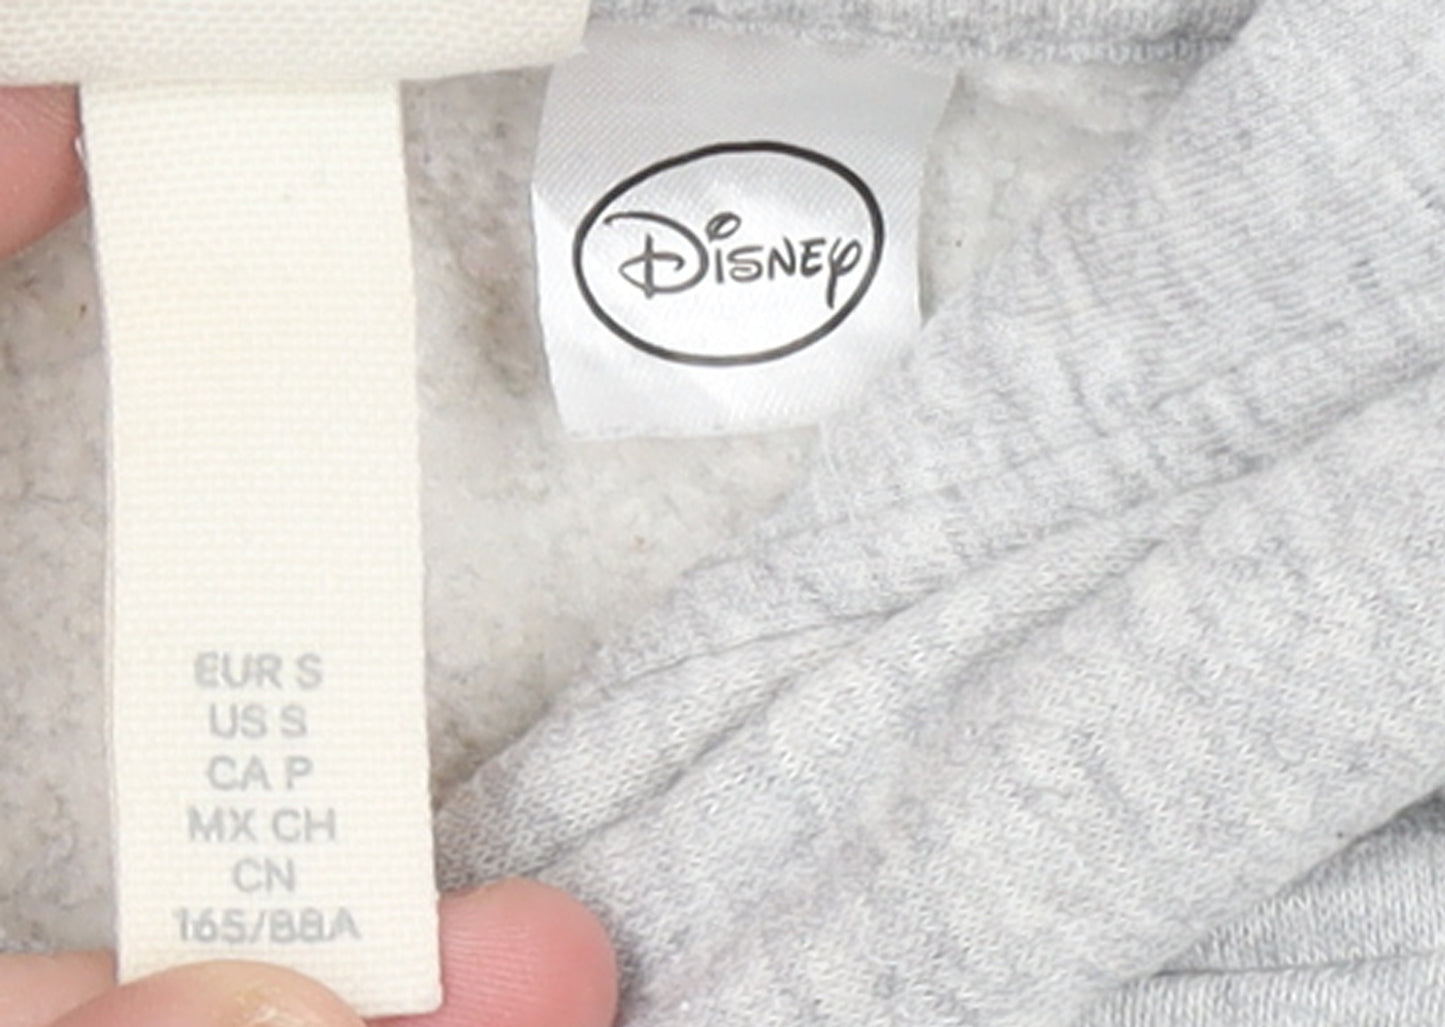 Disney
EUR S
US S
CA P
MX CH
CN
165/88A